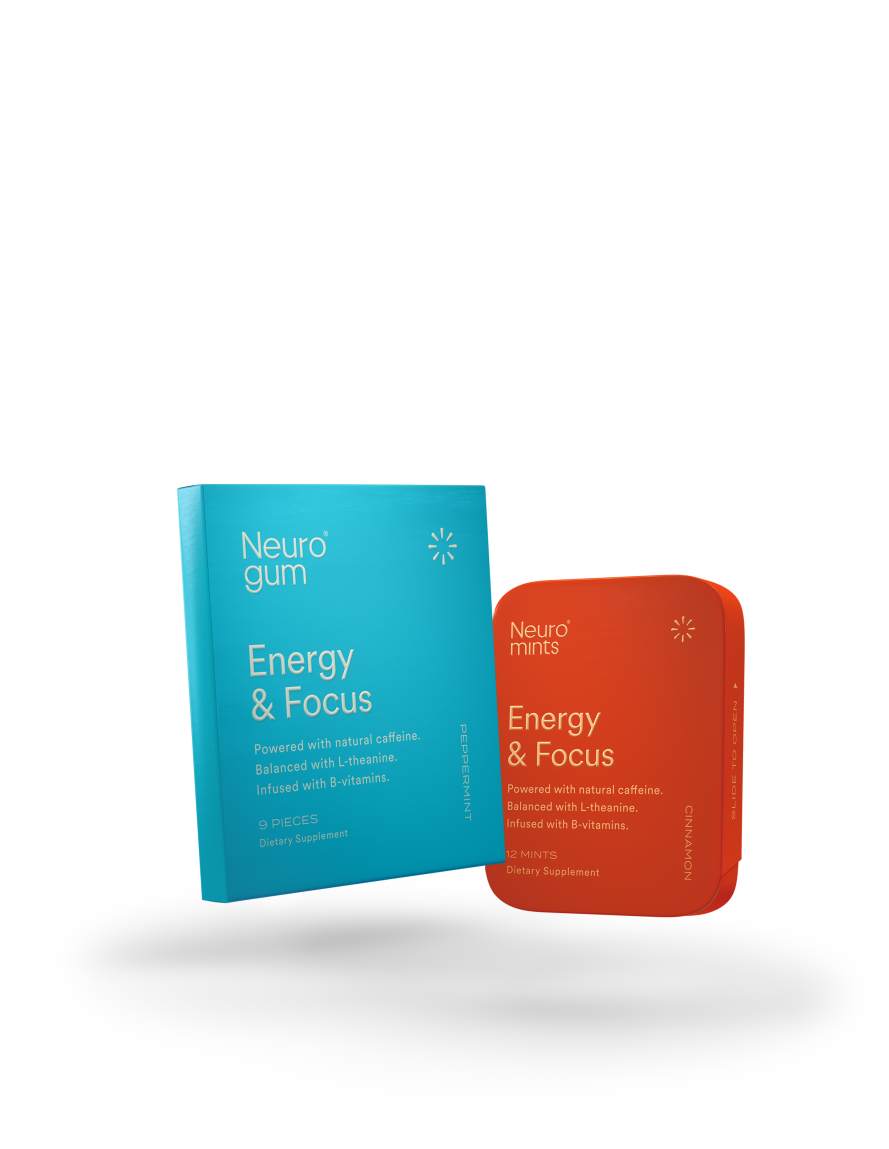 Neuro®
gum
Energy
& Focus
Powered with natural caffeine.
Balanced with L-theanine.
Infused with B-vitamins.
9 PIECES
Dietary Supplement
PEPPERMINT
Neuro®
mints
Energy
& Focus
Powered with natural caffeine.
Balanced with L-theanine.
Infused with B-vitamins.
12 MINTS
Dietary Supplement
CINNAMON
SLIDE TO OPEN